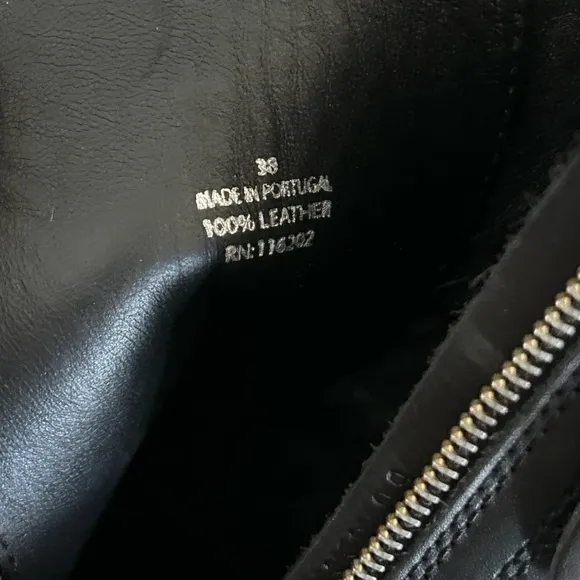 38
MADE IN PORTUGAL
100% LEATHER
RN: 116202